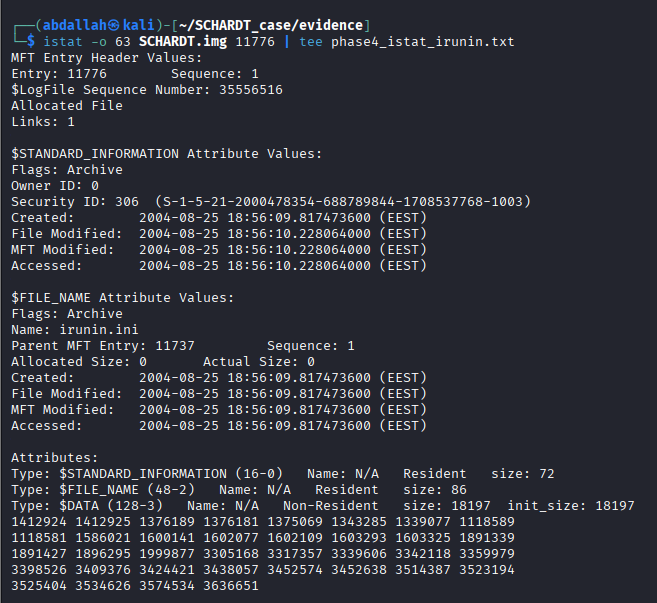 ┌──(abdallah㉿kali)-[~/SCHARDT_case/evidence]
└─$ istat -o 63 SCHARDT.img 11776 | tee phase4_istat_irunin.txt
MFT Entry Header Values:
Entry: 11776        Sequence: 1
$LogFile Sequence Number: 35556516
Allocated File
Links: 1

$STANDARD_INFORMATION Attribute Values:
Flags: Archive
Owner ID: 0
Security ID: 306  (S-1-5-21-2000478354-688789844-1708537768-1003)
Created:        2004-08-25 18:56:09.817473600 (EEST)
File Modified:  2004-08-25 18:56:10.228064000 (EEST)
MFT Modified:   2004-08-25 18:56:10.228064000 (EEST)
Accessed:       2004-08-25 18:56:10.228064000 (EEST)

$FILE_NAME Attribute Values:
Flags: Archive
Name: irunin.ini
Parent MFT Entry: 11737         Sequence: 1
Allocated Size: 0       Actual Size: 0
Created:        2004-08-25 18:56:09.817473600 (EEST)
File Modified:  2004-08-25 18:56:09.817473600 (EEST)
MFT Modified:   2004-08-25 18:56:09.817473600 (EEST)
Accessed:       2004-08-25 18:56:09.817473600 (EEST)

Attributes:
Type: $STANDARD_INFORMATION (16-0)   Name: N/A   Resident   size: 72
Type: $FILE_NAME (48-2)   Name: N/A   Resident   size: 86
Type: $DATA (128-3)   Name: N/A   Non-Resident   size: 18197  init_size: 18197
1412924 1412925 1376189 1376181 1375069 1343285 1339077 1118589
1118581 1586021 1600141 1602077 1602109 1603293 1603325 1891339
1891427 1896295 1999877 3305168 3317357 3339606 3342118 3359979
3398526 3409376 3424421 3438057 3452574 3452638 3514387 3523194
3525404 3534626 3574534 3636651